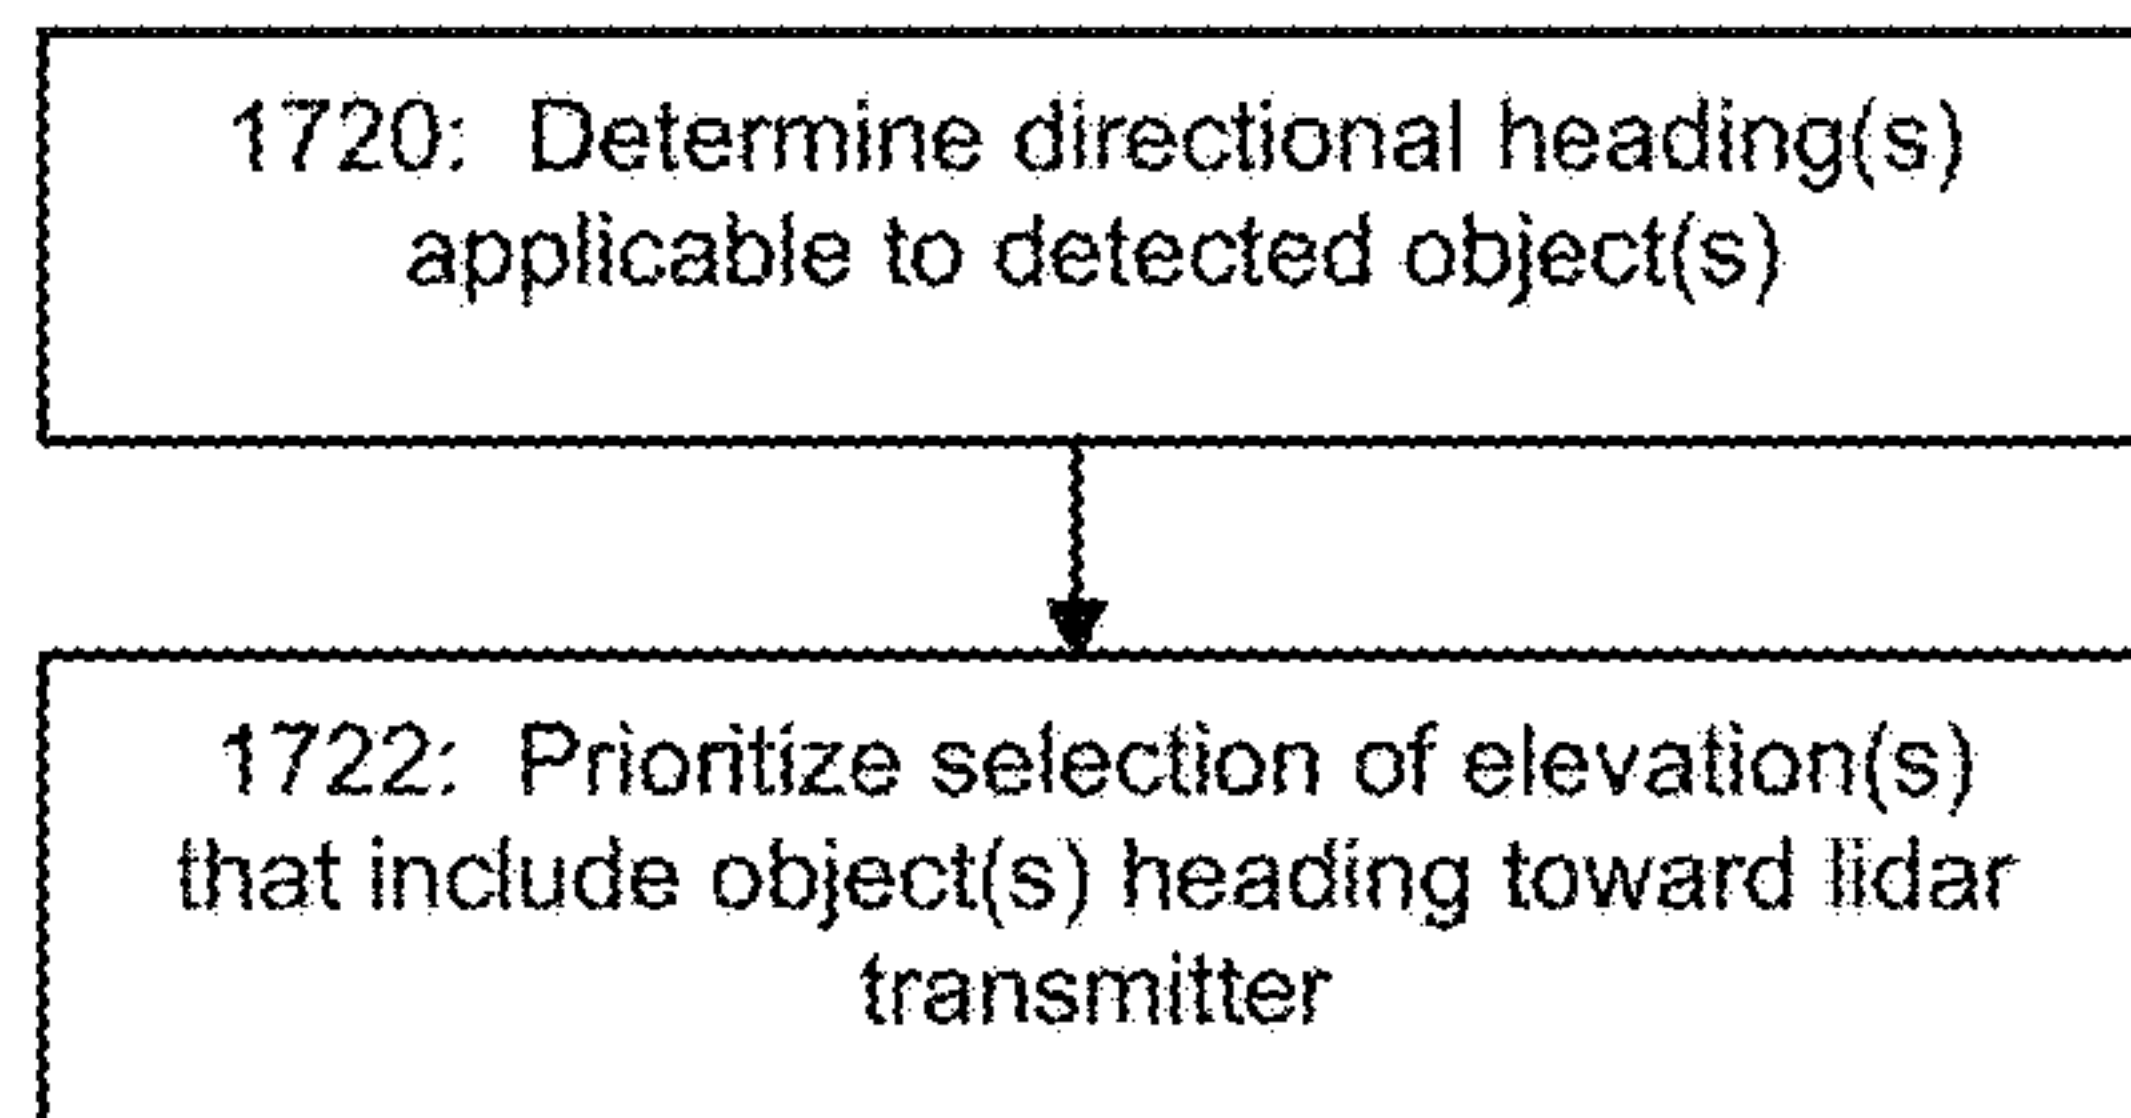 1720: Determine directional heading(s)
applicable to detected object(s)
1722: Prioritize selection of elevation(s)
that include object(s) heading toward lidar
transmitter